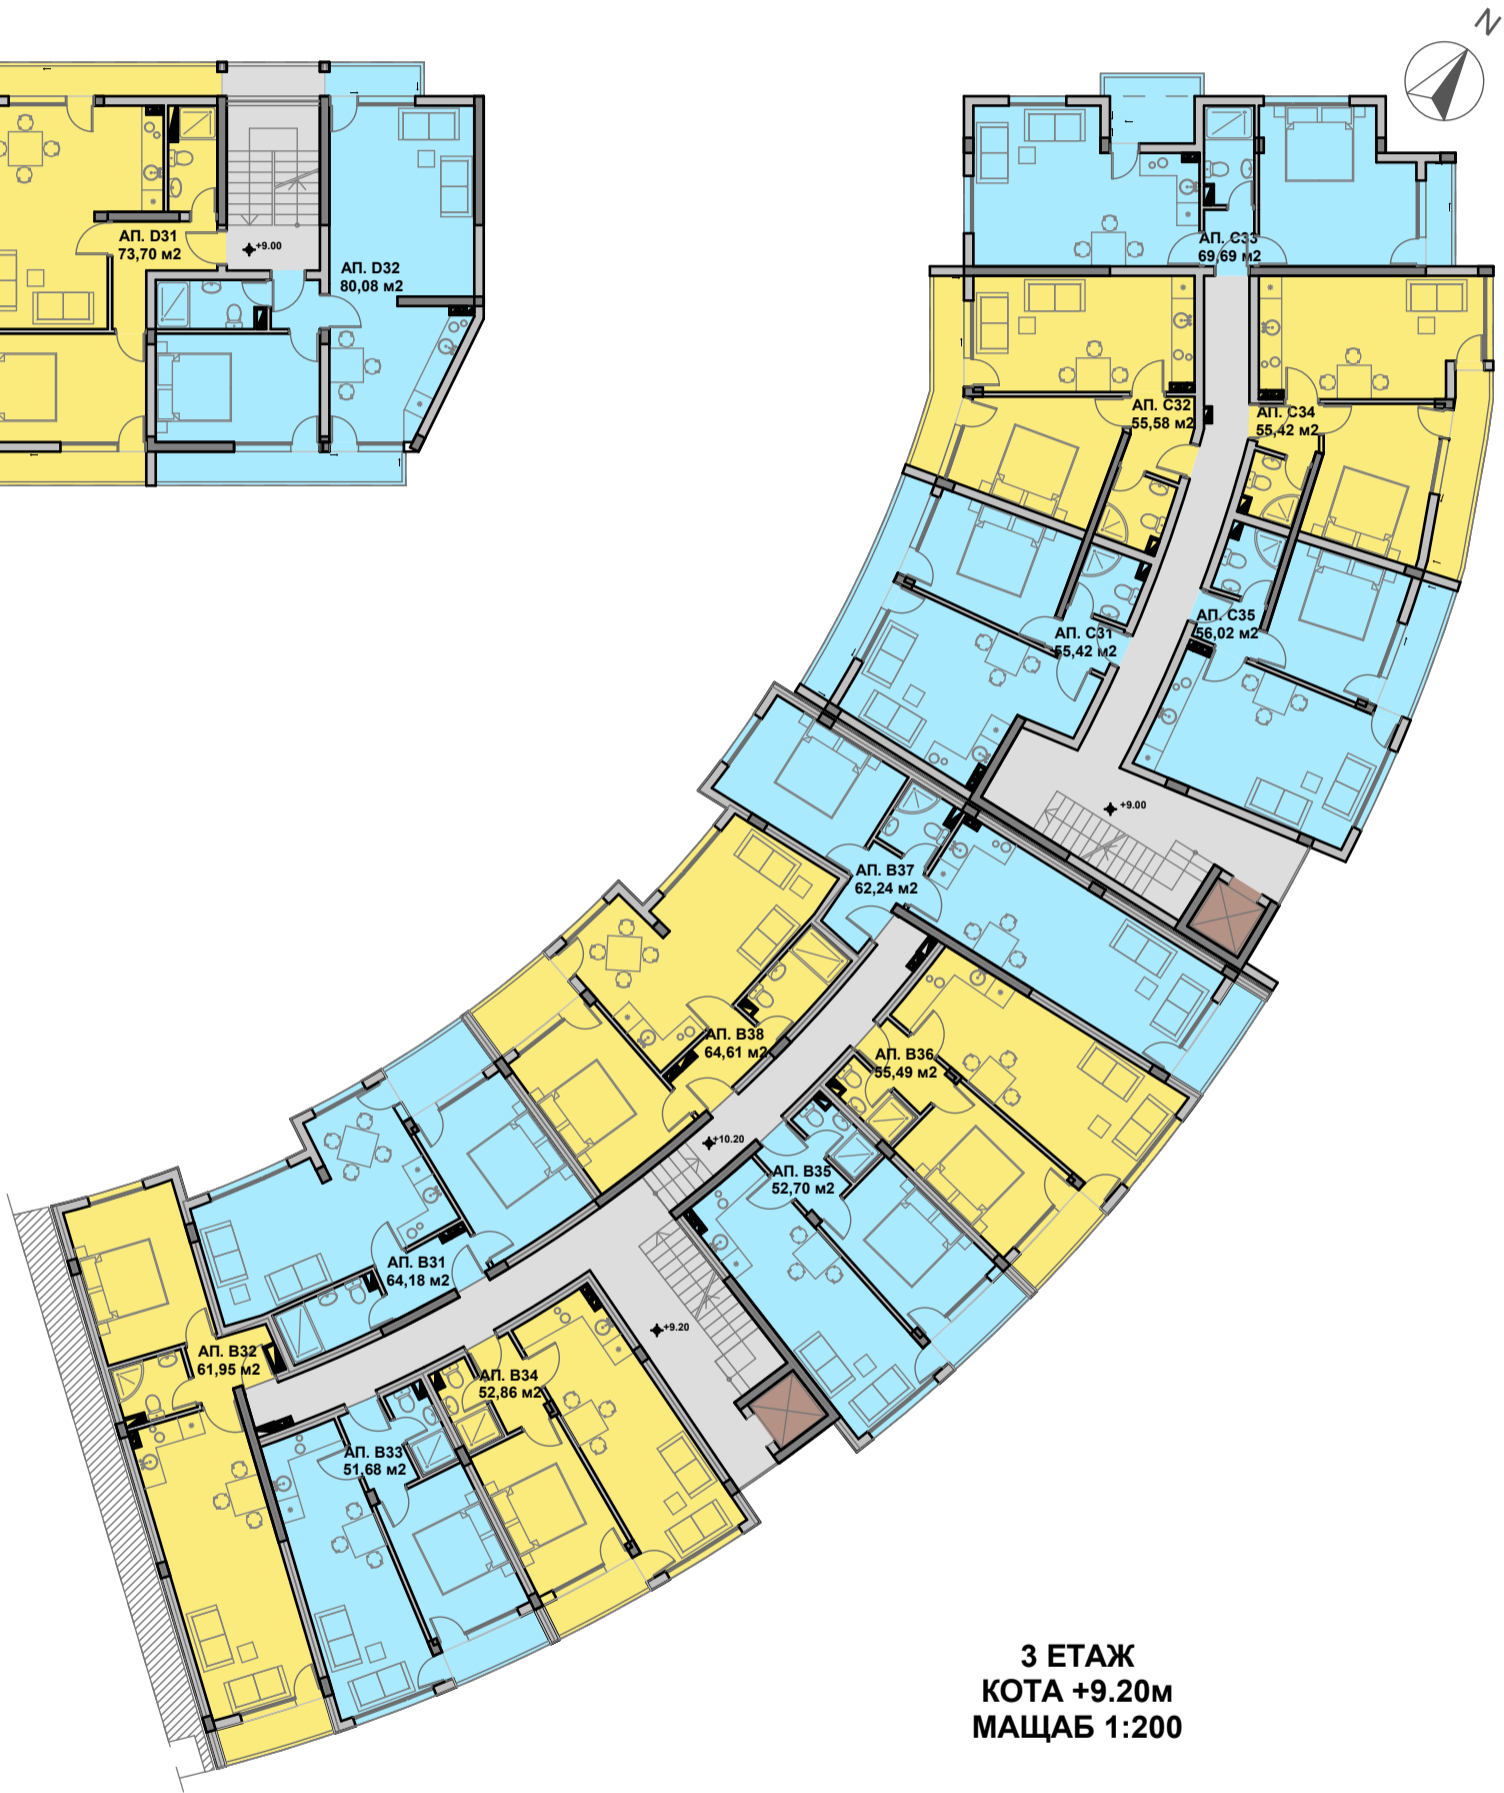 N
АП. D31
73,70 м2
+9.00
АП. D32
80,08 м2
АП. C33
69,69 м2
АП. C32
55,58 м2
АП. C34
55,42 м2
АП. C31
55,42 м2
АП. C35
56,02 м2
+9.00
АП. B37
62,24 м2
АП. B38
64,61 м2
АП. B36
55,49 м2
+10.20
АП. B35
52,70 м2
АП. B31
64,18 м2
+9.20
АП. B32
61,95 м2
АП. B34
52,86 м2
АП. B33
51,68 м2
3 ЕТАЖ
КОТА +9.20м
МАЩАБ 1:200